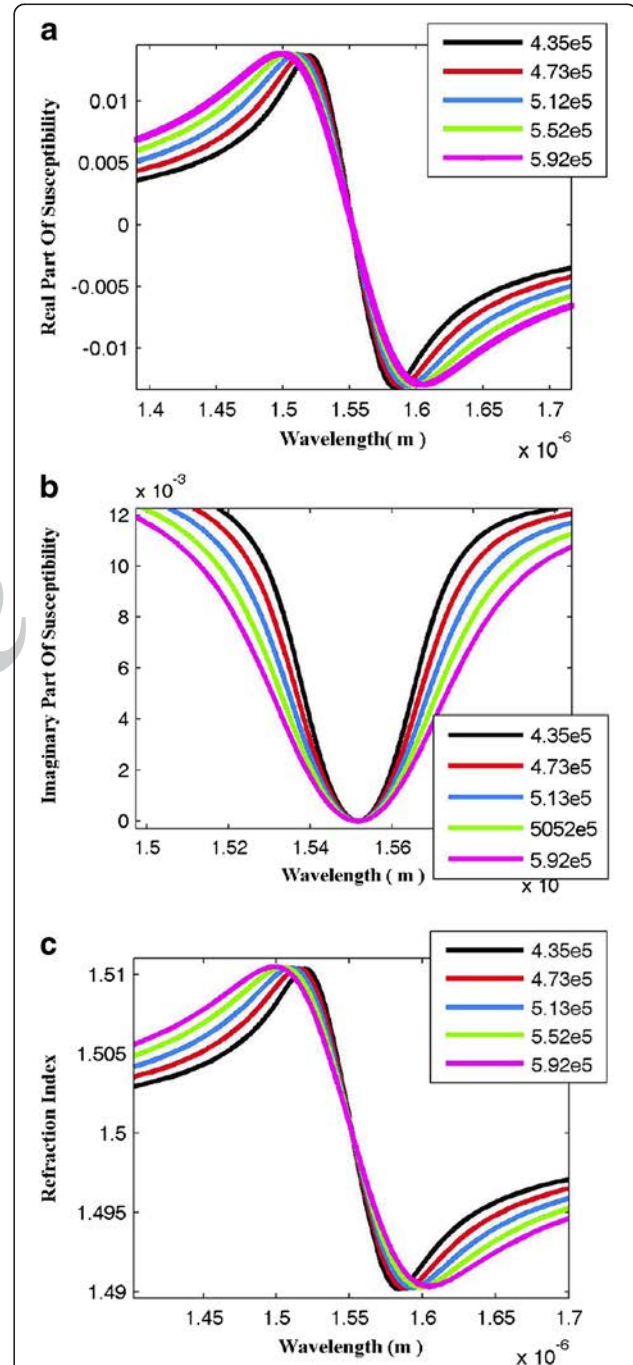 a
4.35e5
4.73e5
5.12e5
5.52e5
5.92e5
0.01
0.005
0
-0.005
-0.01
Real Part Of Susceptibility
1.4 1.45 1.5 1.55 1.6 1.65 1.7
Wavelength( m )
x 10^-6
b
x 10^-3
12
10
8
6
4
2
0
Imaginary Part Of Susceptibility
4.35e5
4.73e5
5.13e5
5052e5
5.92e5
1.5 1.52 1.54 1.56
Wavelength ( m )
x 10
c
4.35e5
4.73e5
5.13e5
5.52e5
5.92e5
1.51
1.505
1.5
1.495
1.49
Refraction Index
1.45 1.5 1.55 1.6 1.65 1.7
Wavelength ( m )
x 10^-6